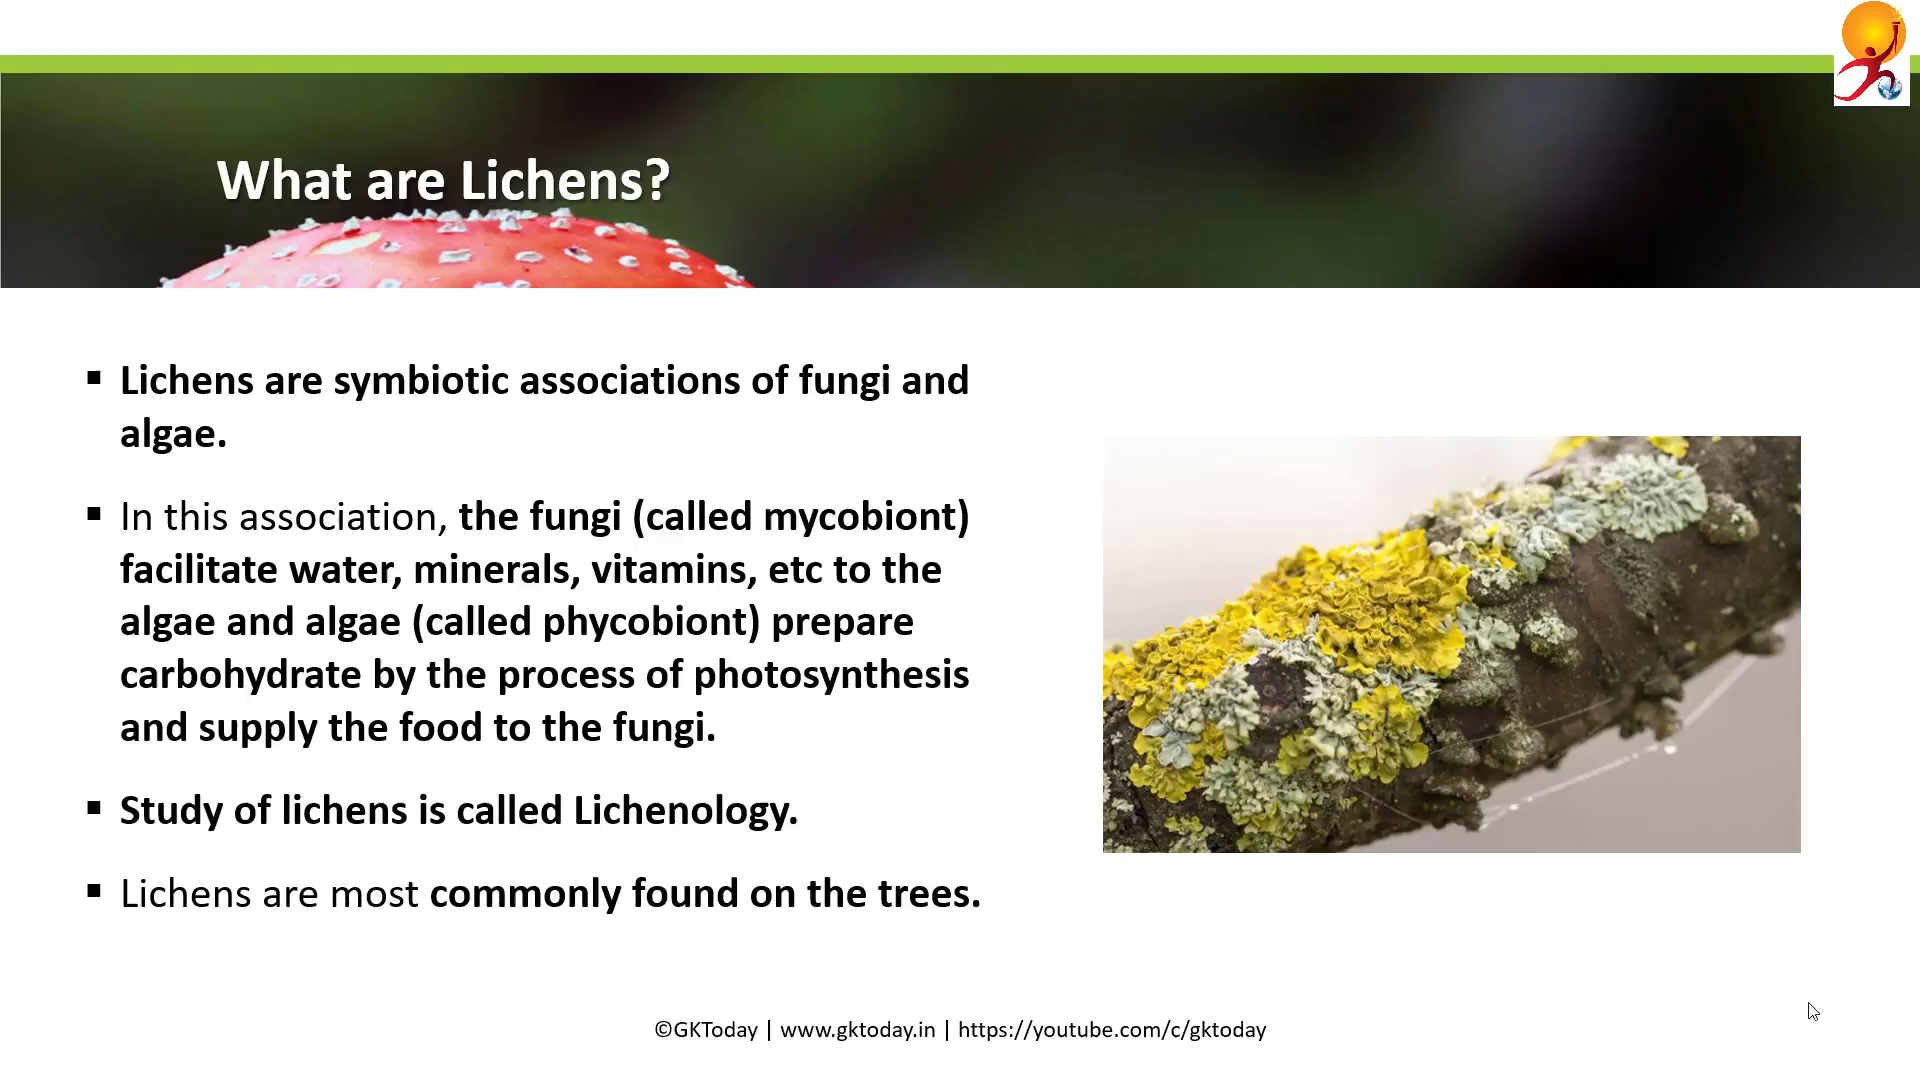 What are Lichens?
▪ Lichens are symbiotic associations of fungi and
algae.
▪ In this association, the fungi (called mycobiont)
facilitate water, minerals, vitamins, etc to the
algae and algae (called phycobiont) prepare
carbohydrate by the process of photosynthesis
and supply the food to the fungi.
▪ Study of lichens is called Lichenology.
▪ Lichens are most commonly found on the trees.
©GKToday | www.gktoday.in | https://youtube.com/c/gktoday